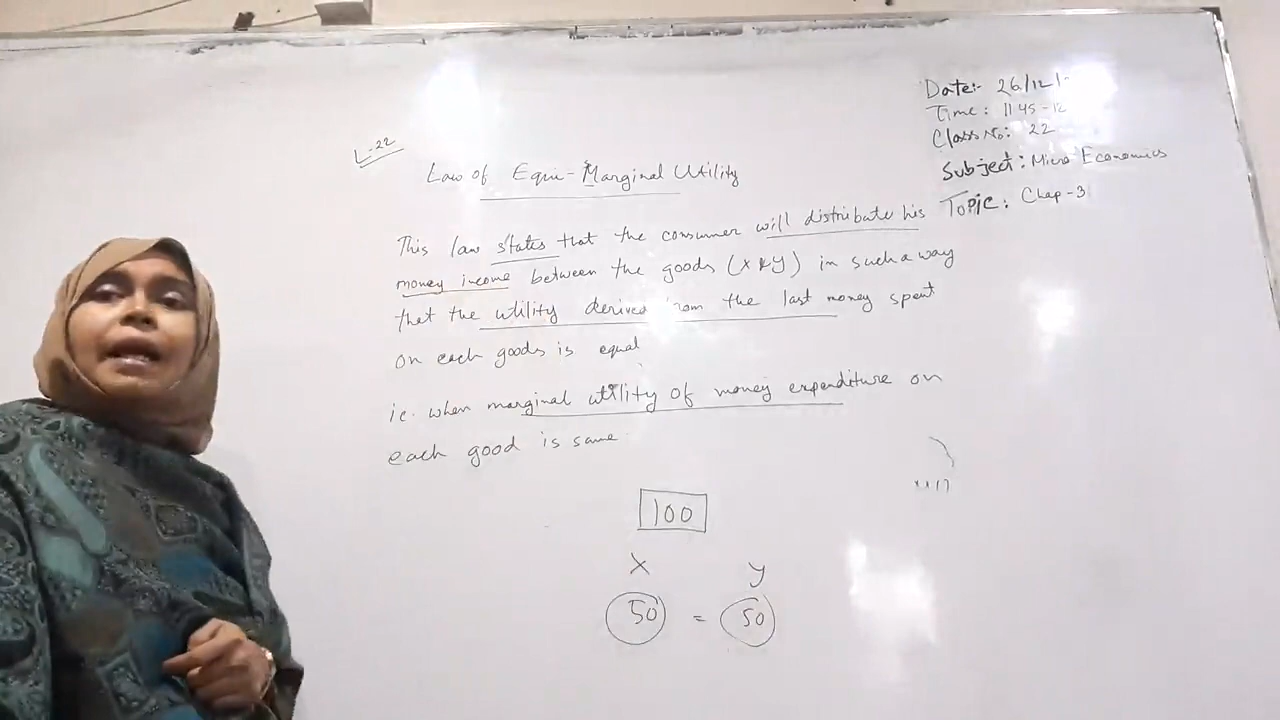 L-22
Law of Equi-Marginal Utility
This law states that the consumer will distribute his
money income between the goods (X & Y) in such a way
that the utility derived from the last money spent
on each goods is equal
i.e. when marginal utility of money expenditure on
each good is same
100
X Y
50 = 50
Date:- 26/12/
Time: 11 45-12
Class No: 22
Subject: Micro Economics
Topic: Chap-3